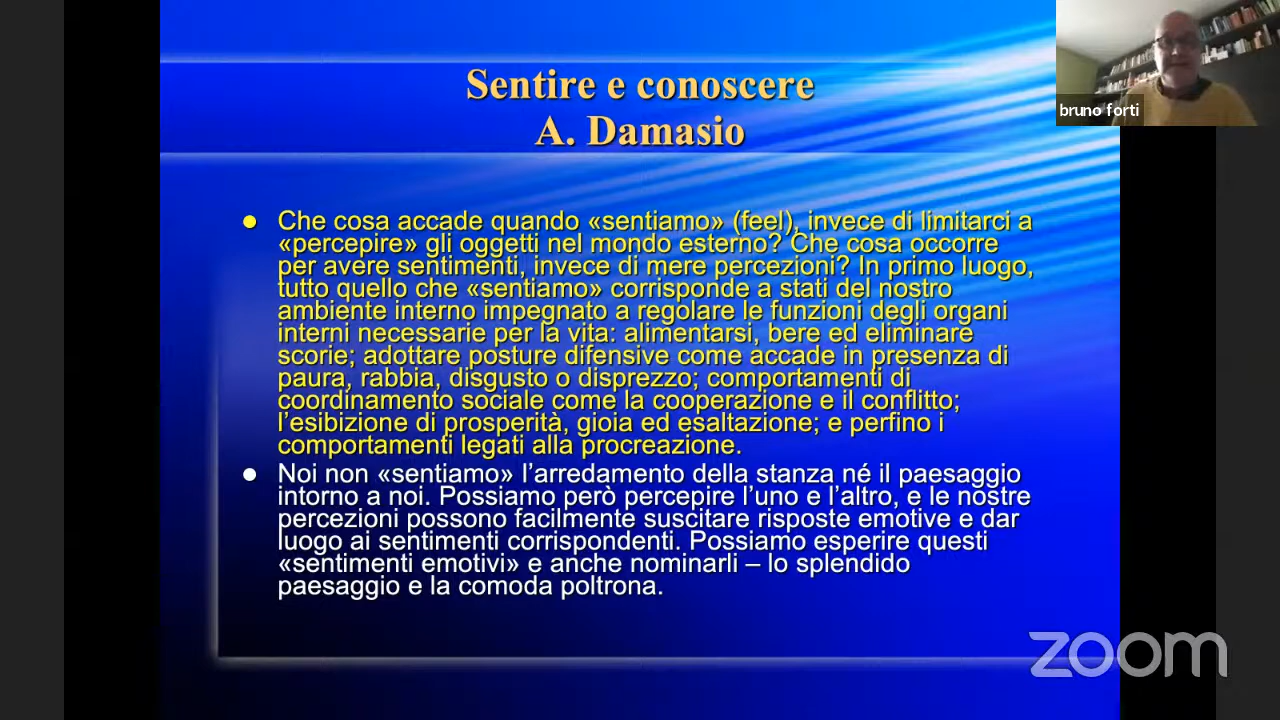 Sentire e conoscere
A. Damasio
bruno forti
● Che cosa accade quando «sentiamo» (feel), invece di limitarci a
«percepire» gli oggetti nel mondo esterno? Che cosa occorre
per avere sentimenti, invece di mere percezioni? In primo luogo,
tutto quello che «sentiamo» corrisponde a stati del nostro
ambiente interno impegnato a regolare le funzioni degli organi
interni necessarie per la vita: alimentarsi, bere ed eliminare
scorie; adottare posture difensive come accade in presenza di
paura, rabbia, disgusto o disprezzo; comportamenti di
coordinamento sociale come la cooperazione e il conflitto;
l’esibizione di prosperità, gioia ed esaltazione; e perfino i
comportamenti legati alla procreazione.
● Noi non «sentiamo» l’arredamento della stanza né il paesaggio
intorno a noi. Possiamo però percepire l’uno e l’altro, e le nostre
percezioni possono facilmente suscitare risposte emotive e dar
luogo ai sentimenti corrispondenti. Possiamo esperire questi
«sentimenti emotivi» e anche nominarli – lo splendido
paesaggio e la comoda poltrona.
zoom